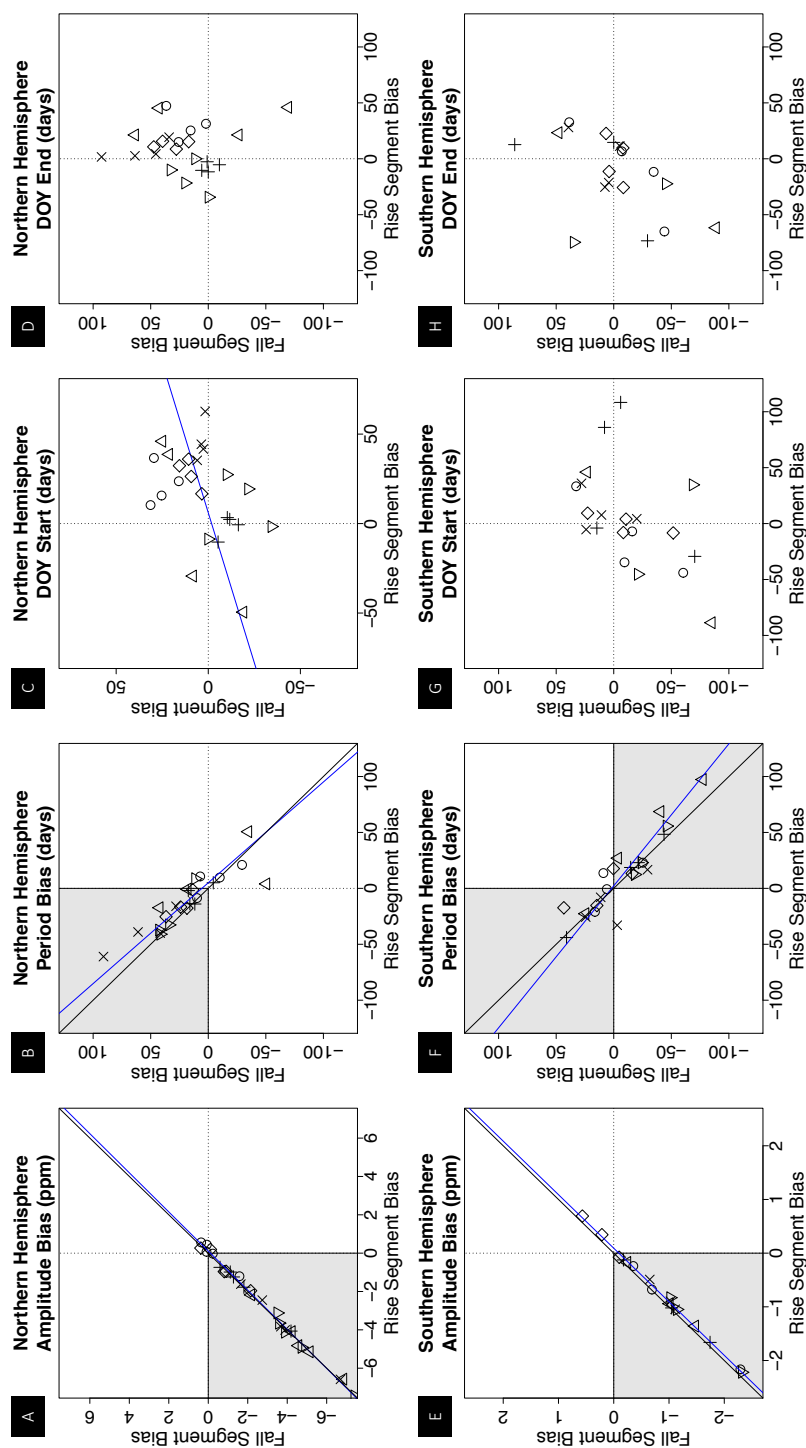 A
Northern Hemisphere
Amplitude Bias (ppm)
Fall Segment Bias
6
4
2
0
−2
−4
−6
−6 −4 −2 0 2 4 6
Rise Segment Bias
B
Northern Hemisphere
Period Bias (days)
Fall Segment Bias
100
50
0
−50
−100
−100 −50 0 50 100
Rise Segment Bias
C
Northern Hemisphere
DOY Start (days)
Fall Segment Bias
50
0
−50
−50 0 50
Rise Segment Bias
D
Northern Hemisphere
DOY End (days)
Fall Segment Bias
100
50
0
−50
−100
−100 −50 0 50 100
Rise Segment Bias
E
Southern Hemisphere
Amplitude Bias (ppm)
Fall Segment Bias
2
1
0
−1
−2
−2 −1 0 1 2
Rise Segment Bias
F
Southern Hemisphere
Period Bias (days)
Fall Segment Bias
100
50
0
−50
−100
−100 −50 0 50 100
Rise Segment Bias
G
Southern Hemisphere
DOY Start (days)
Fall Segment Bias
100
50
0
−50
−100
−100 −50 0 50 100
Rise Segment Bias
H
Southern Hemisphere
DOY End (days)
Fall Segment Bias
100
50
0
−50
−100
−100 −50 0 50 100
Rise Segment Bias